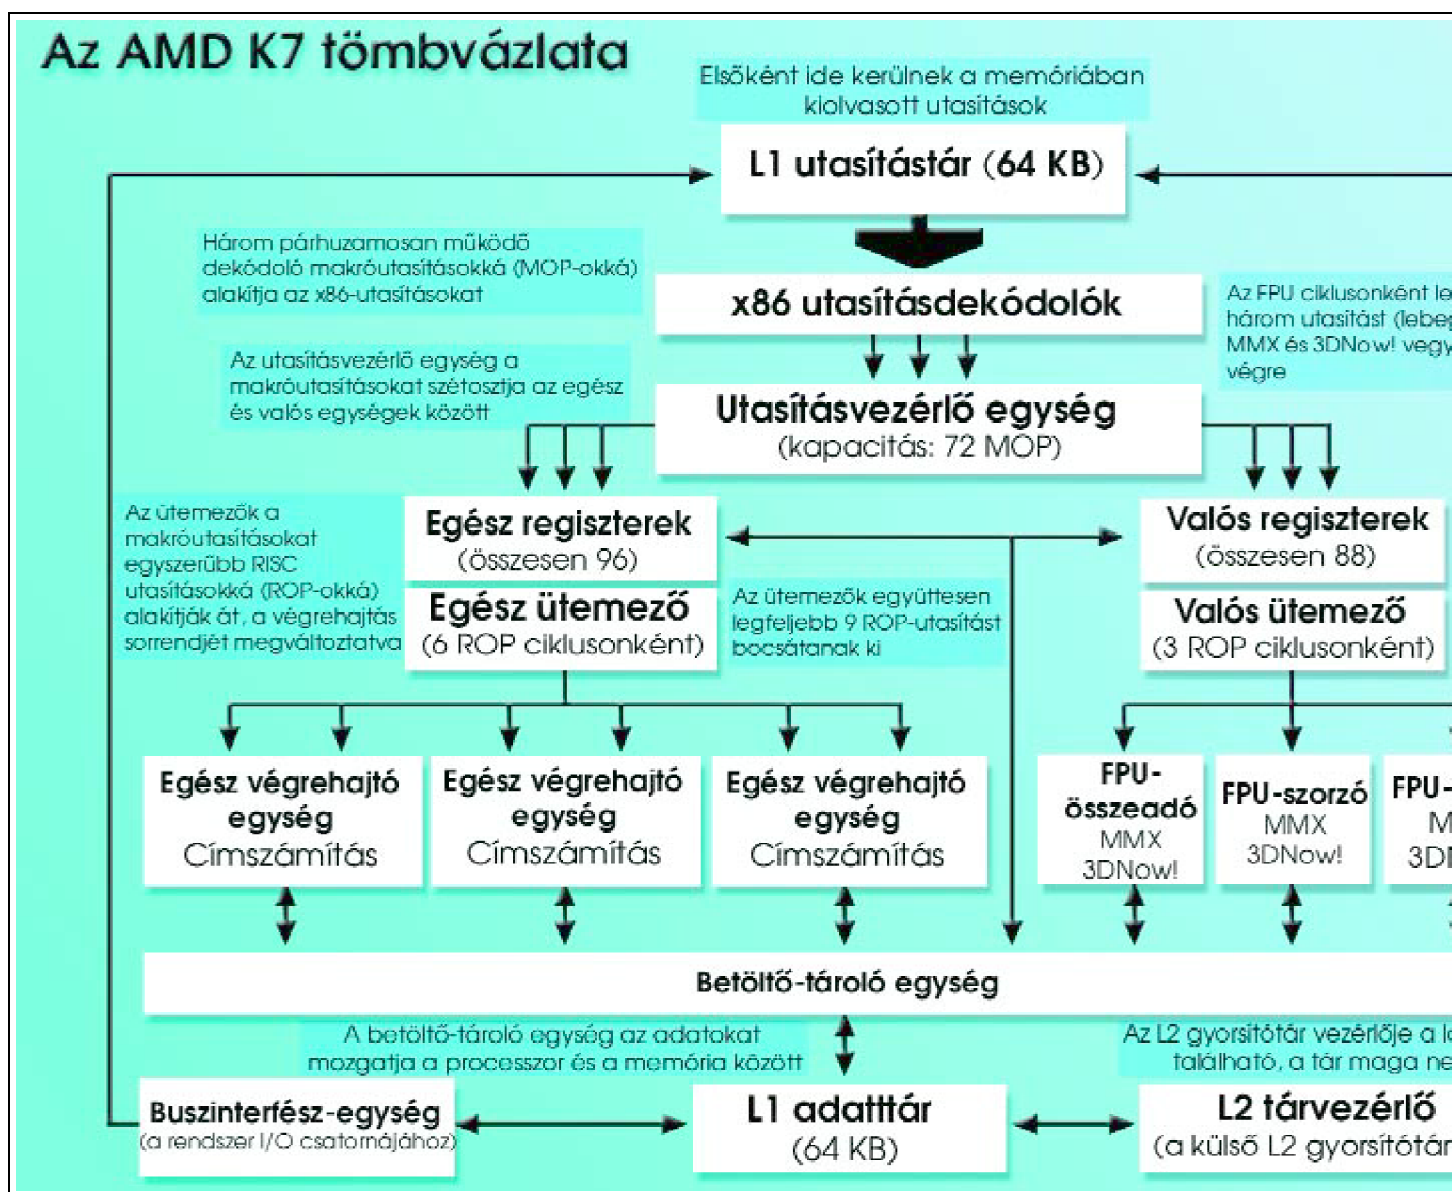 Az AMD K7 tömbvázlata
Elsőként ide kerülnek a memóriában
kiolvasott utasítások
L1 utasítástár (64 KB)
Három párhuzamosan működő
dekódoló makróutasításokká (MOP-okká)
alakítja az x86-utasításokat
x86 utasításdekódolók
Az FPU ciklusonként
három utasítást
MMX és 3DNow!
végre
Az utasításvezérlő egység a
makróutasításokat szétosztja az egész
és valós egységek között
Utasításvezérlő egység
(kapacitás: 72 MOP)
Az ütemezők a
makróutasításokat
egyszerűbb RISC
utasításokká (ROP-okká)
alakítják át, a végrehajtás
sorrendjét megváltoztatva
Egész regiszterek
(összesen 96)
Valós regiszterek
(összesen 88)
Egész ütemező
(6 ROP ciklusonként)
Az ütemezők együttesen
legfeljebb 9 ROP-utasítást
bocsátanak ki
Valós ütemező
(3 ROP ciklusonként)
Egész végrehajtó
egység
Címszámítás
Egész végrehajtó
egység
Címszámítás
Egész végrehajtó
egység
Címszámítás
FPU-
összeadó
MMX
3DNow!
FPU-szorzó
MMX
3DNow!
FPU-
Betöltő-tároló egység
A betöltő-tároló egység az adatokat
mozgatja a processzor és a memória között
Az L2 gyorsítótár vezérlője a
található, a tár maga
Buszinterfész-egység
(a rendszer I/O csatornájához)
L1 adatttár
(64 KB)
L2 tárvezérlő
(a külső L2 gyorsítótár